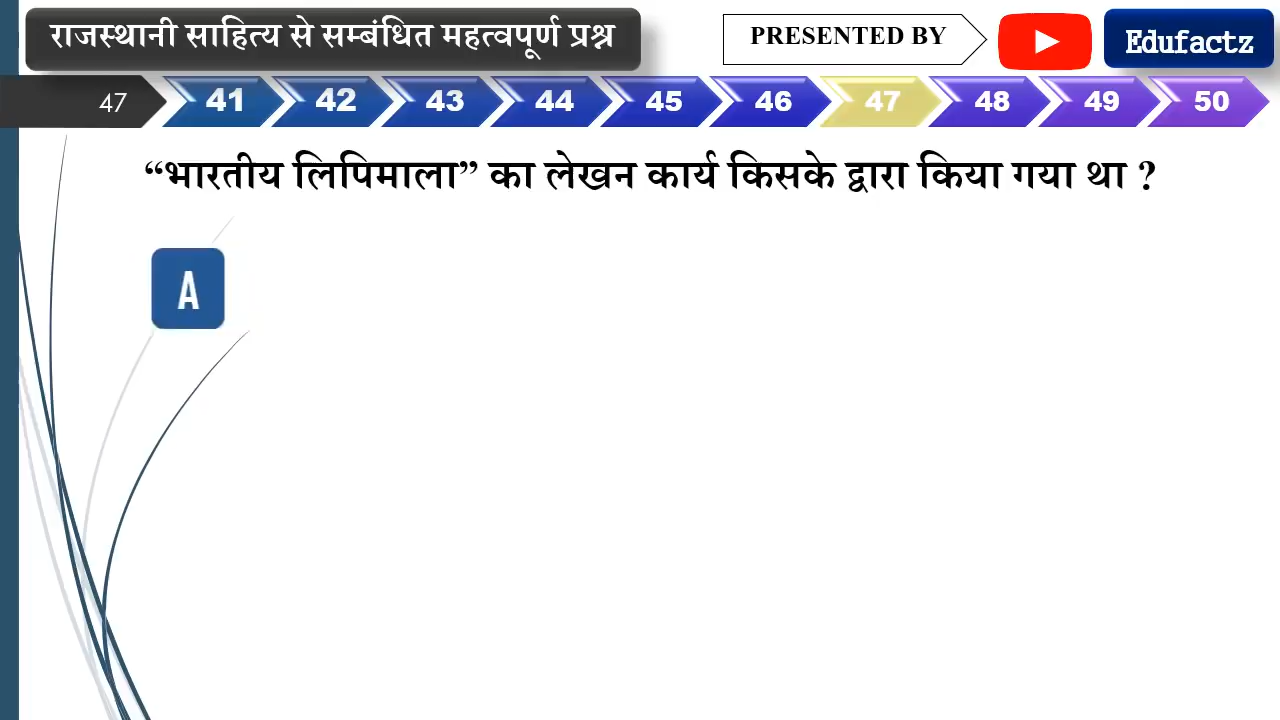 राजस्थानी साहित्य से सम्बंधित महत्वपूर्ण प्रश्न
PRESENTED BY
Edufactz
47
41 42 43 44 45 46 47 48 49 50
“भारतीय लिपिमाला” का लेखन कार्य किसके द्वारा किया गया था ?
A